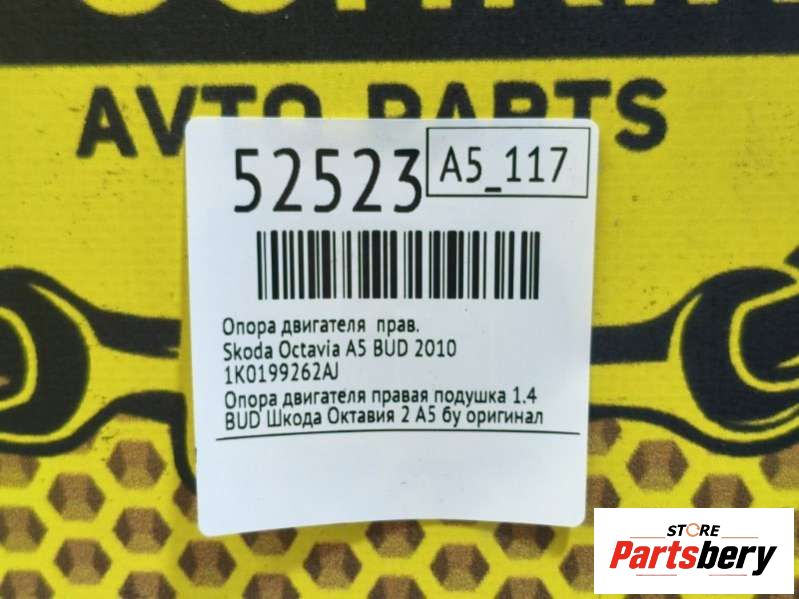 AVTO PARTS
52523
A5_117
Опора двигателя прав.
Skoda Octavia A5 BUD 2010
1K0199262AJ
Опора двигателя правая подушка 1.4
BUD Шкода Октавия 2 А5 бу оригинал
STORE
Partsbery